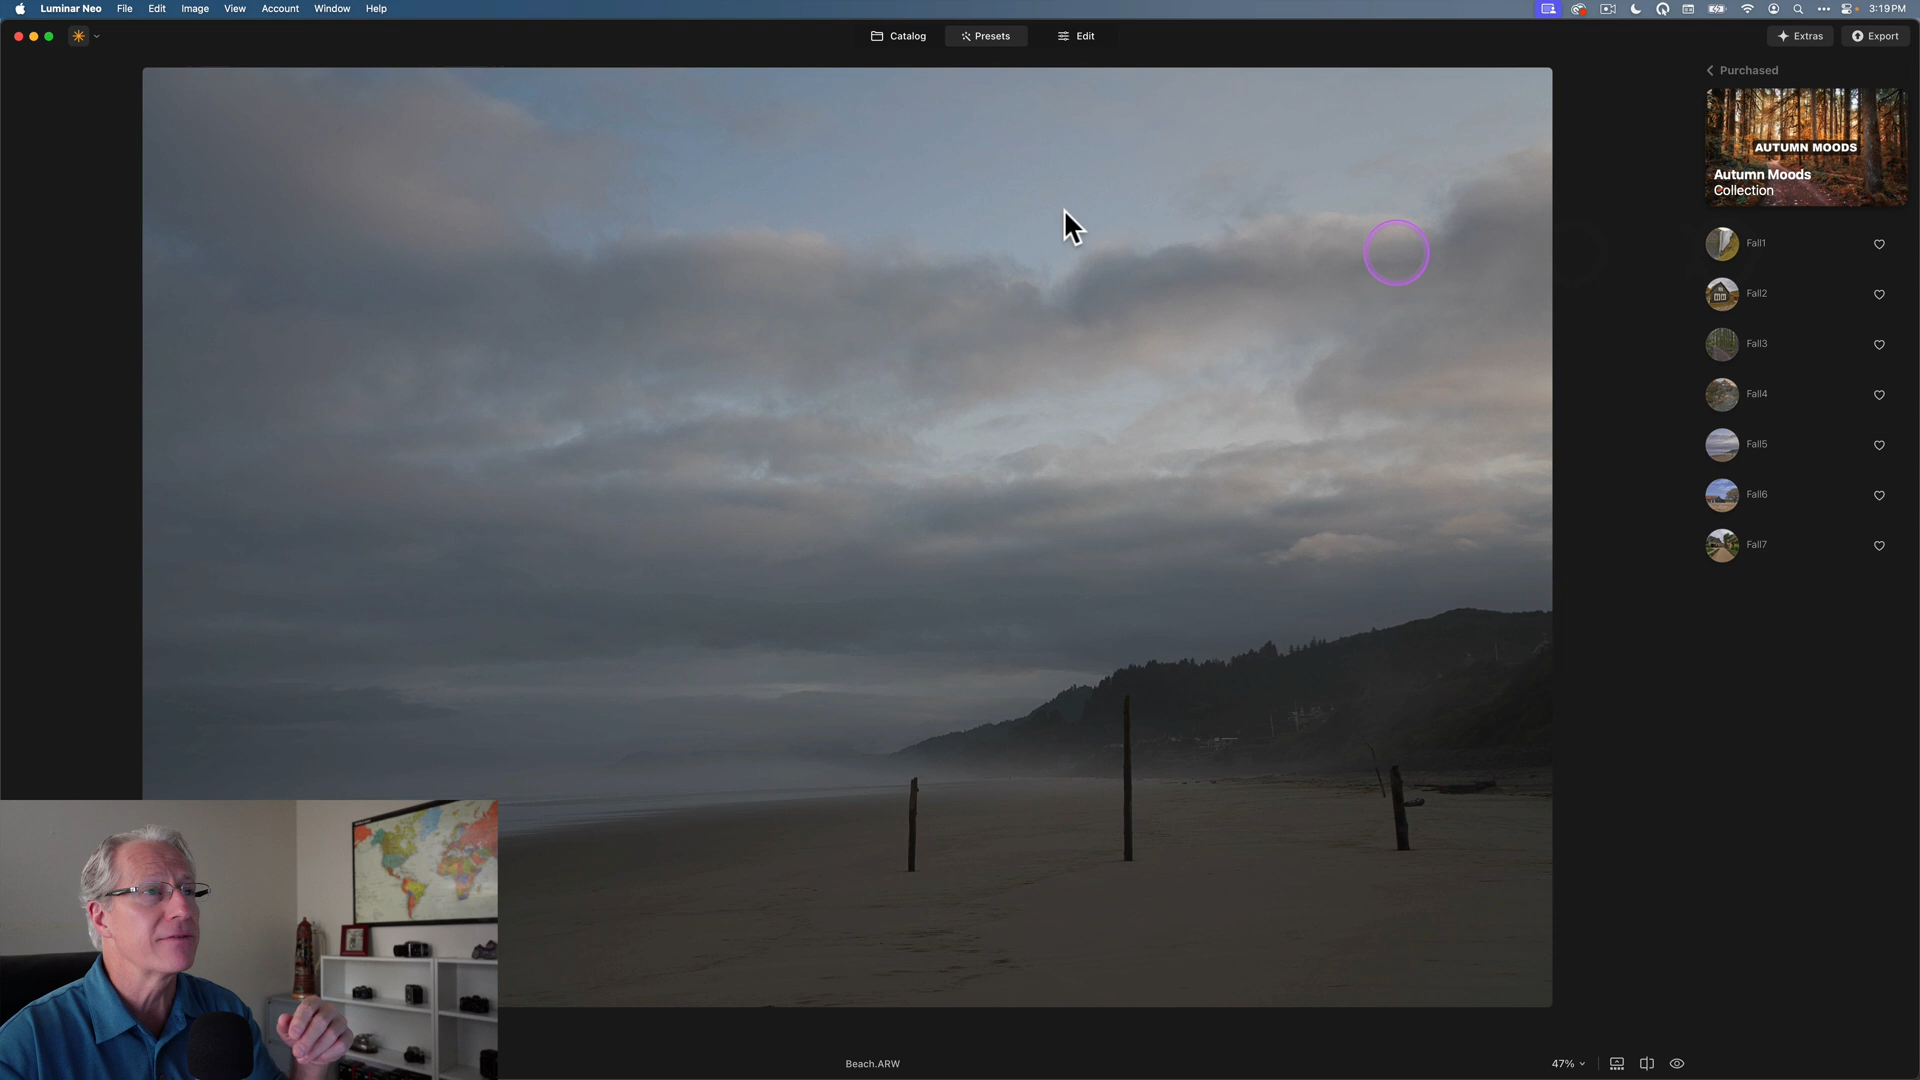 Luminar Neo File Edit Image View Account Window Help 3:19 PM
Catalog Presets Edit Extras Export
Purchased
AUTUMN MOODS
Autumn Moods
Collection
Fall1
Fall2
Fall3
Fall4
Fall5
Fall6
Fall7
Beach.ARW 47%